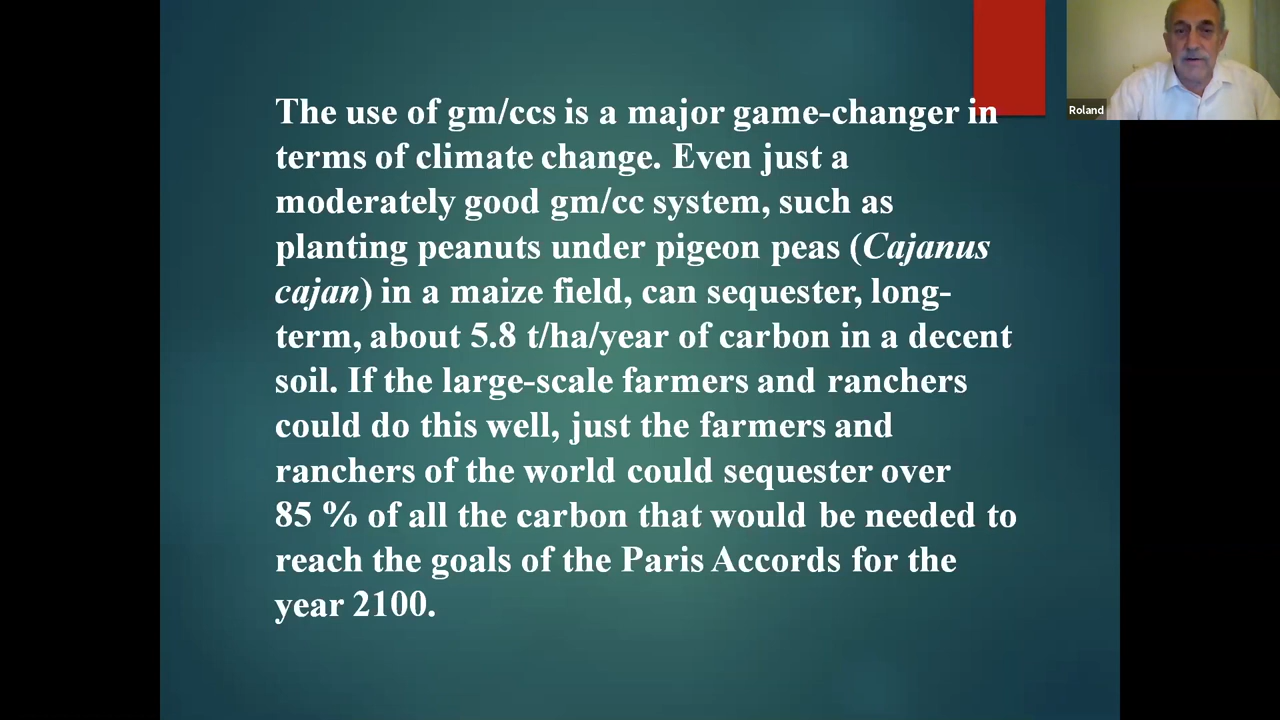 The use of gm/ccs is a major game-changer in
terms of climate change. Even just a
moderately good gm/cc system, such as
planting peanuts under pigeon peas (Cajanus
cajan) in a maize field, can sequester, long-
term, about 5.8 t/ha/year of carbon in a decent
soil. If the large-scale farmers and ranchers
could do this well, just the farmers and
ranchers of the world could sequester over
85 % of all the carbon that would be needed to
reach the goals of the Paris Accords for the
year 2100.
Roland